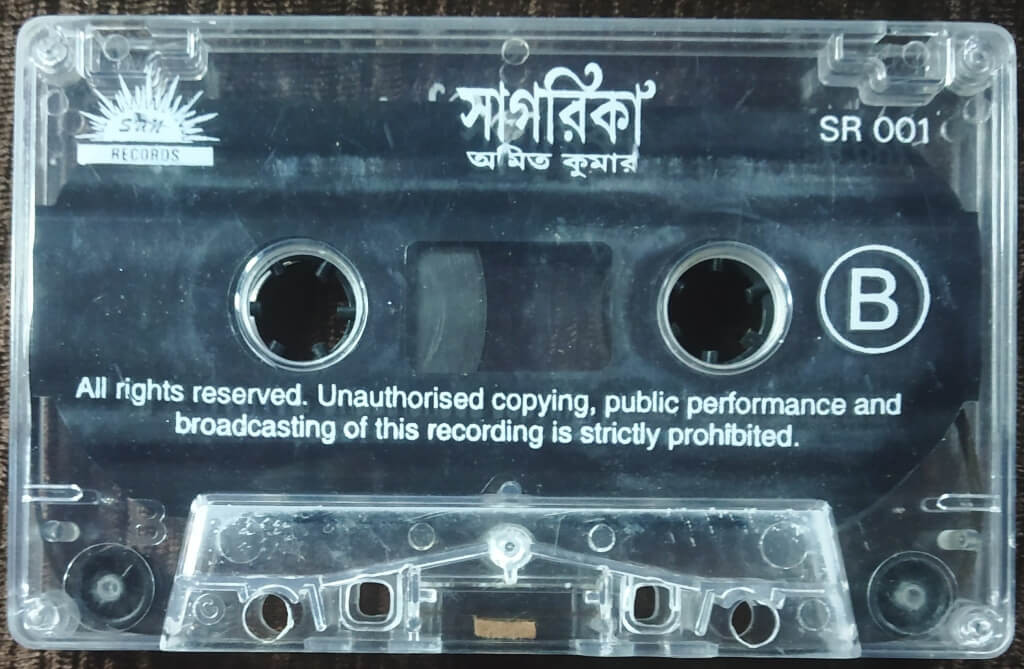 Sun
RECORDS
সাগরিকা
অমিত কুমার
SR 001
B
All rights reserved. Unauthorised copying, public performance and
broadcasting of this recording is strictly prohibited.
B